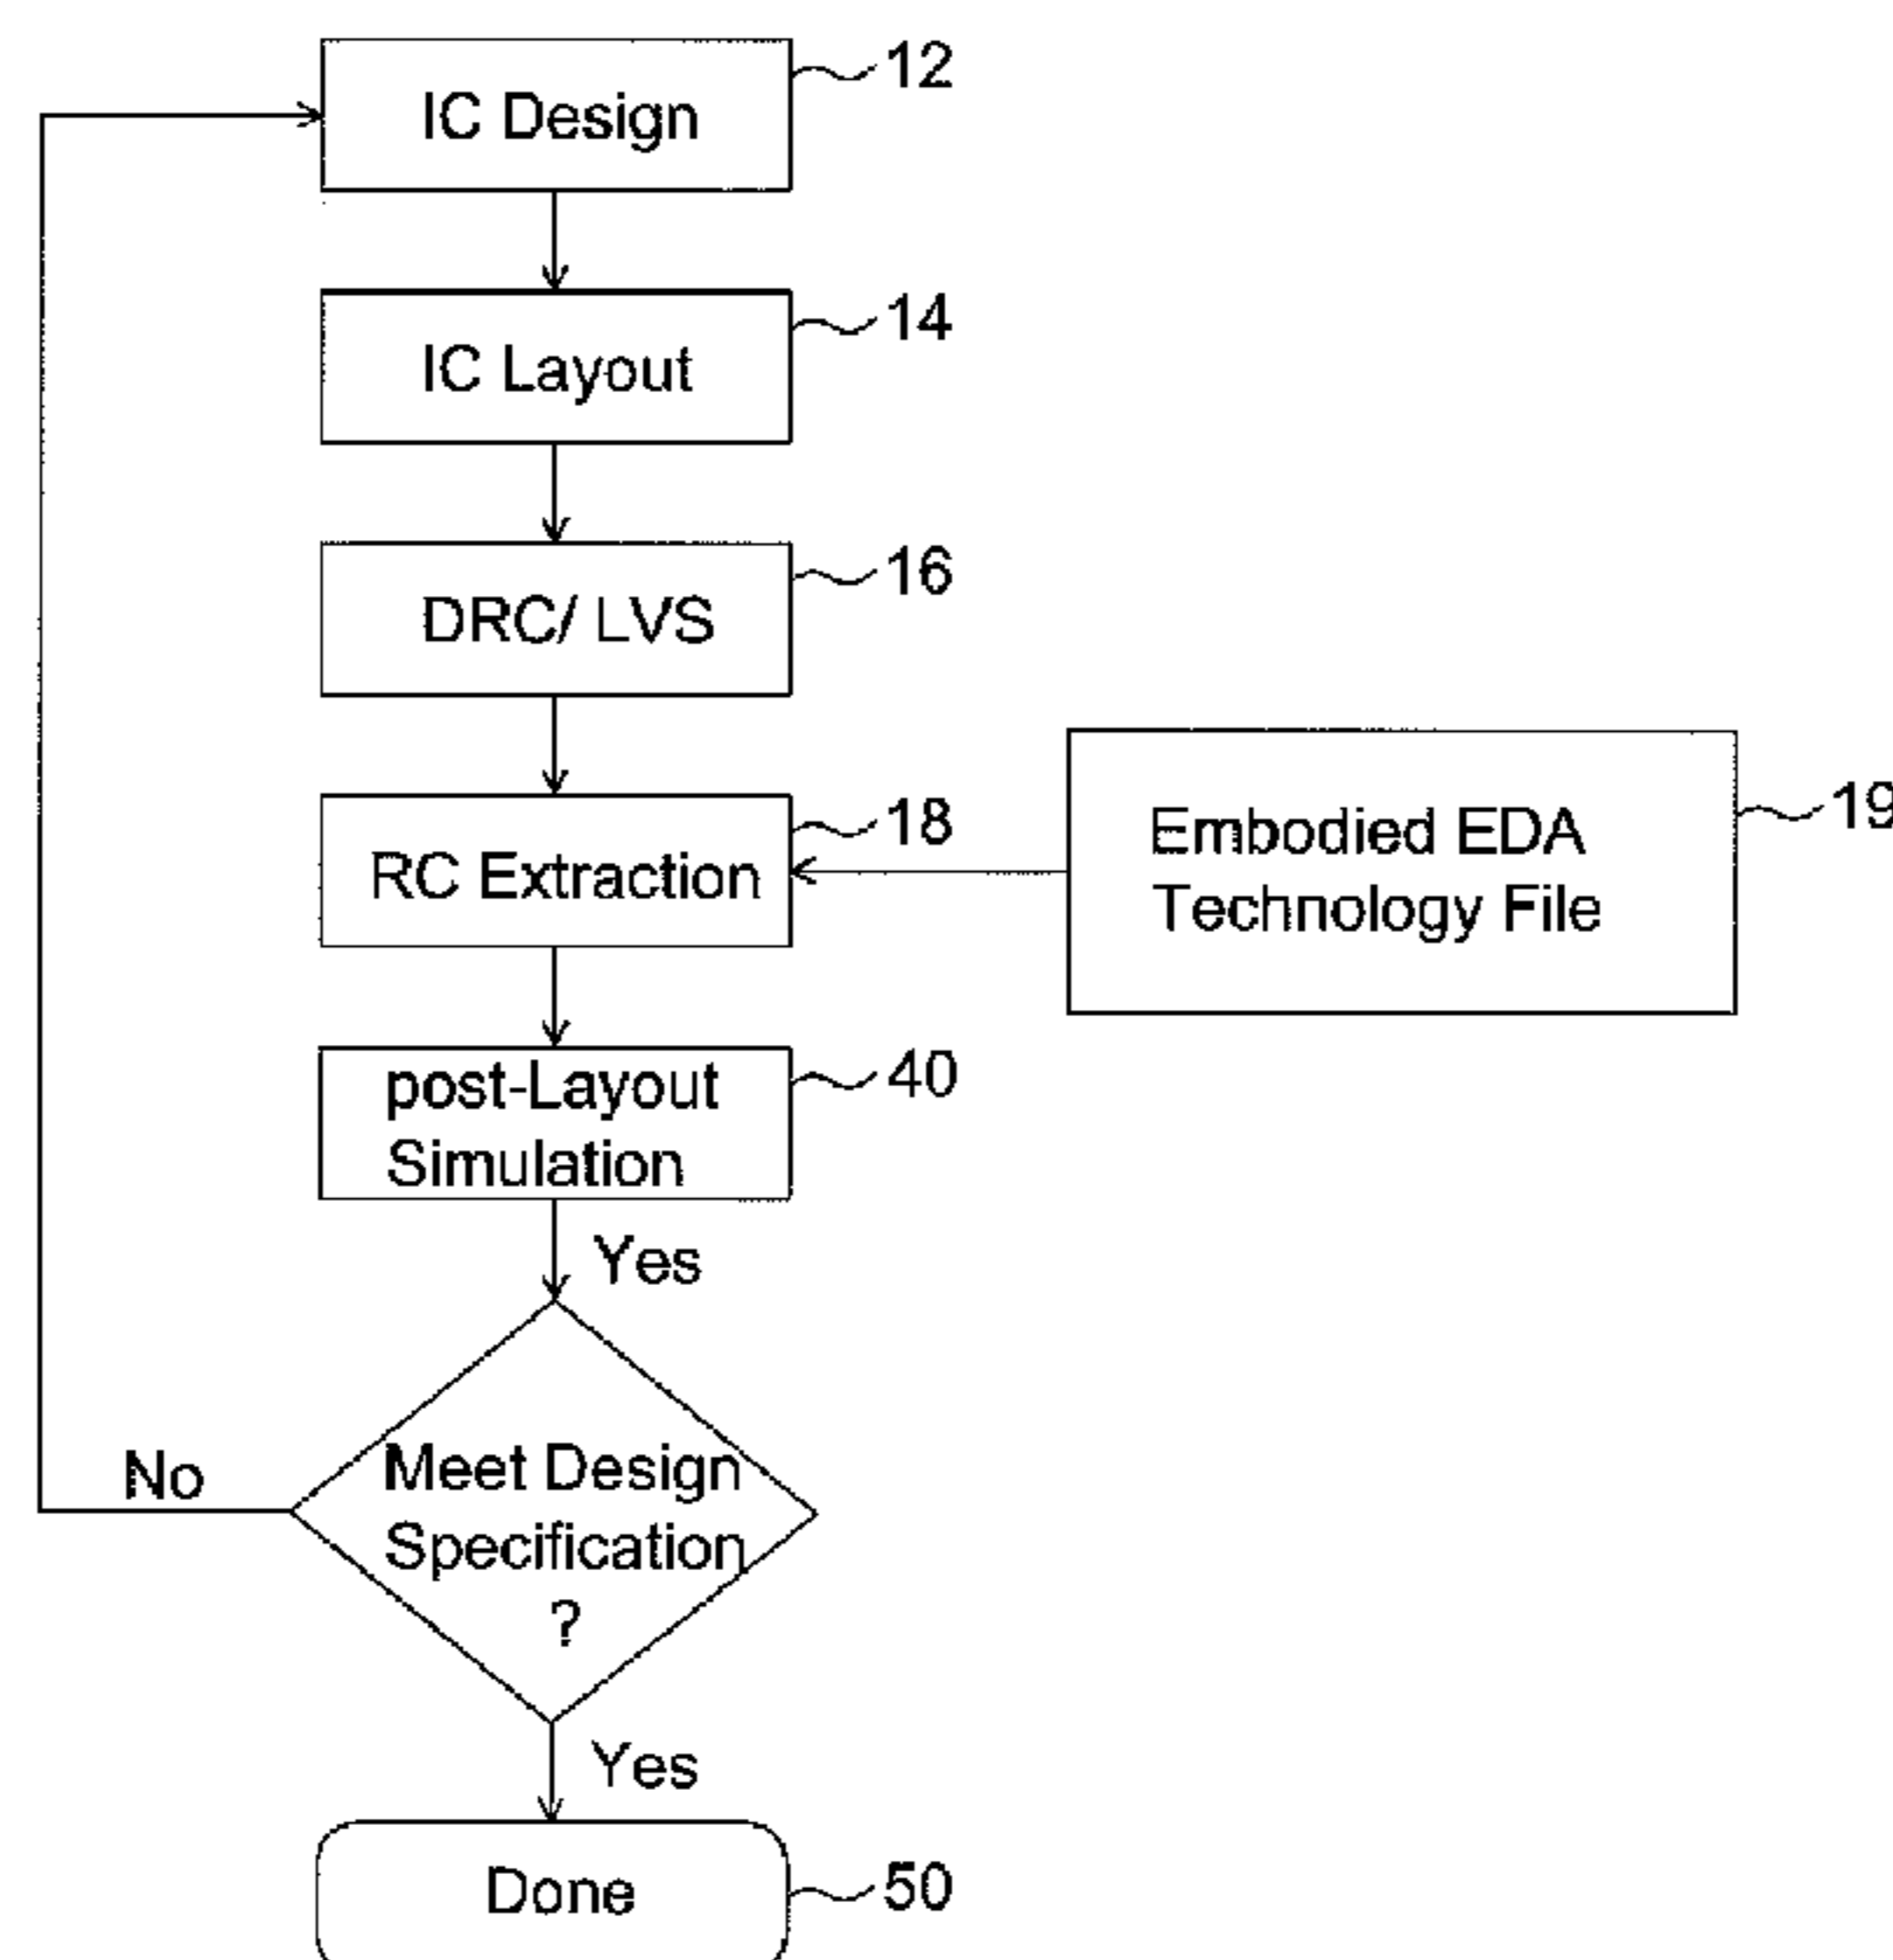 IC Design
12
IC Layout
14
DRC/ LVS
16
RC Extraction
18
Embodied EDA
Technology File
19
post-Layout
Simulation
40
Yes
Meet Design
Specification
?
No
Yes
Done
50